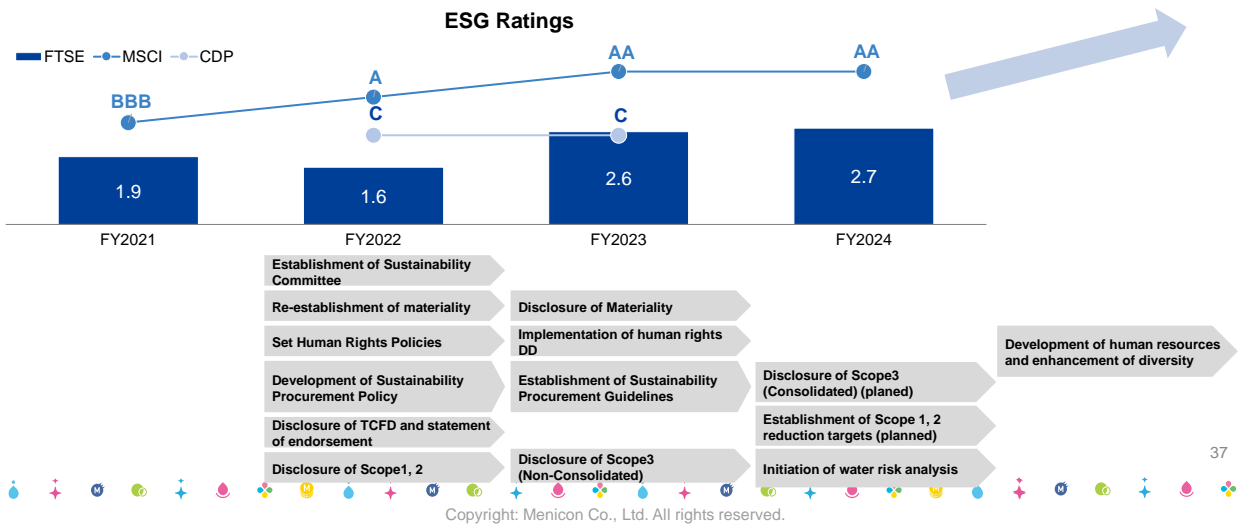 ESG Ratings
FTSE MSCI CDP
BBB
A
AA
AA
C
C
1.9
1.6
2.6
2.7
FY2021
FY2022
FY2023
FY2024
Establishment of Sustainability
Committee
Re-establishment of materiality
Disclosure of Materiality
Set Human Rights Policies
Implementation of human rights
DD
Development of human resources
and enhancement of diversity
Development of Sustainability
Procurement Policy
Establishment of Sustainability
Procurement Guidelines
Disclosure of Scope3
(Consolidated) (planed)
Disclosure of TCFD and statement
of endorsement
Establishment of Scope 1, 2
reduction targets (planned)
Disclosure of Scope1, 2
Disclosure of Scope3
(Non-Consolidated)
Initiation of water risk analysis
37
Copyright: Menicon Co., Ltd. All rights reserved.